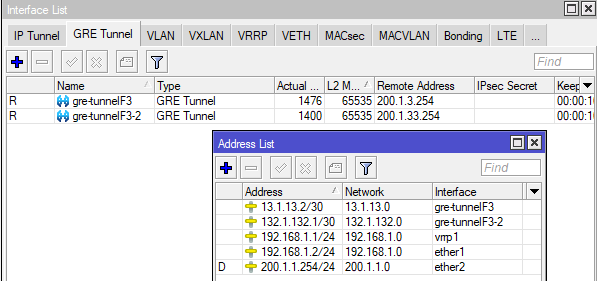 Interface List
IP Tunnel GRE Tunnel VLAN VXLAN VRRP VETH MACsec MACVLAN Bonding LTE ...
Find
Name Type Actual ... L2 M... Remote Address IPsec Secret Keep
R gre-tunnelF3 GRE Tunnel 1476 65535 200.1.3.254 00:00:10
R gre-tunnelF3-2 GRE Tunnel 1400 65535 200.1.33.254 00:00:10
Address List
Find
Address Network Interface
13.1.13.2/30 13.1.13.0 gre-tunnelF3
132.1.132.1/30 132.1.132.0 gre-tunnelF3-2
192.168.1.1/24 192.168.1.0 vrrp1
192.168.1.2/24 192.168.1.0 ether1
D 200.1.1.254/24 200.1.1.0 ether2